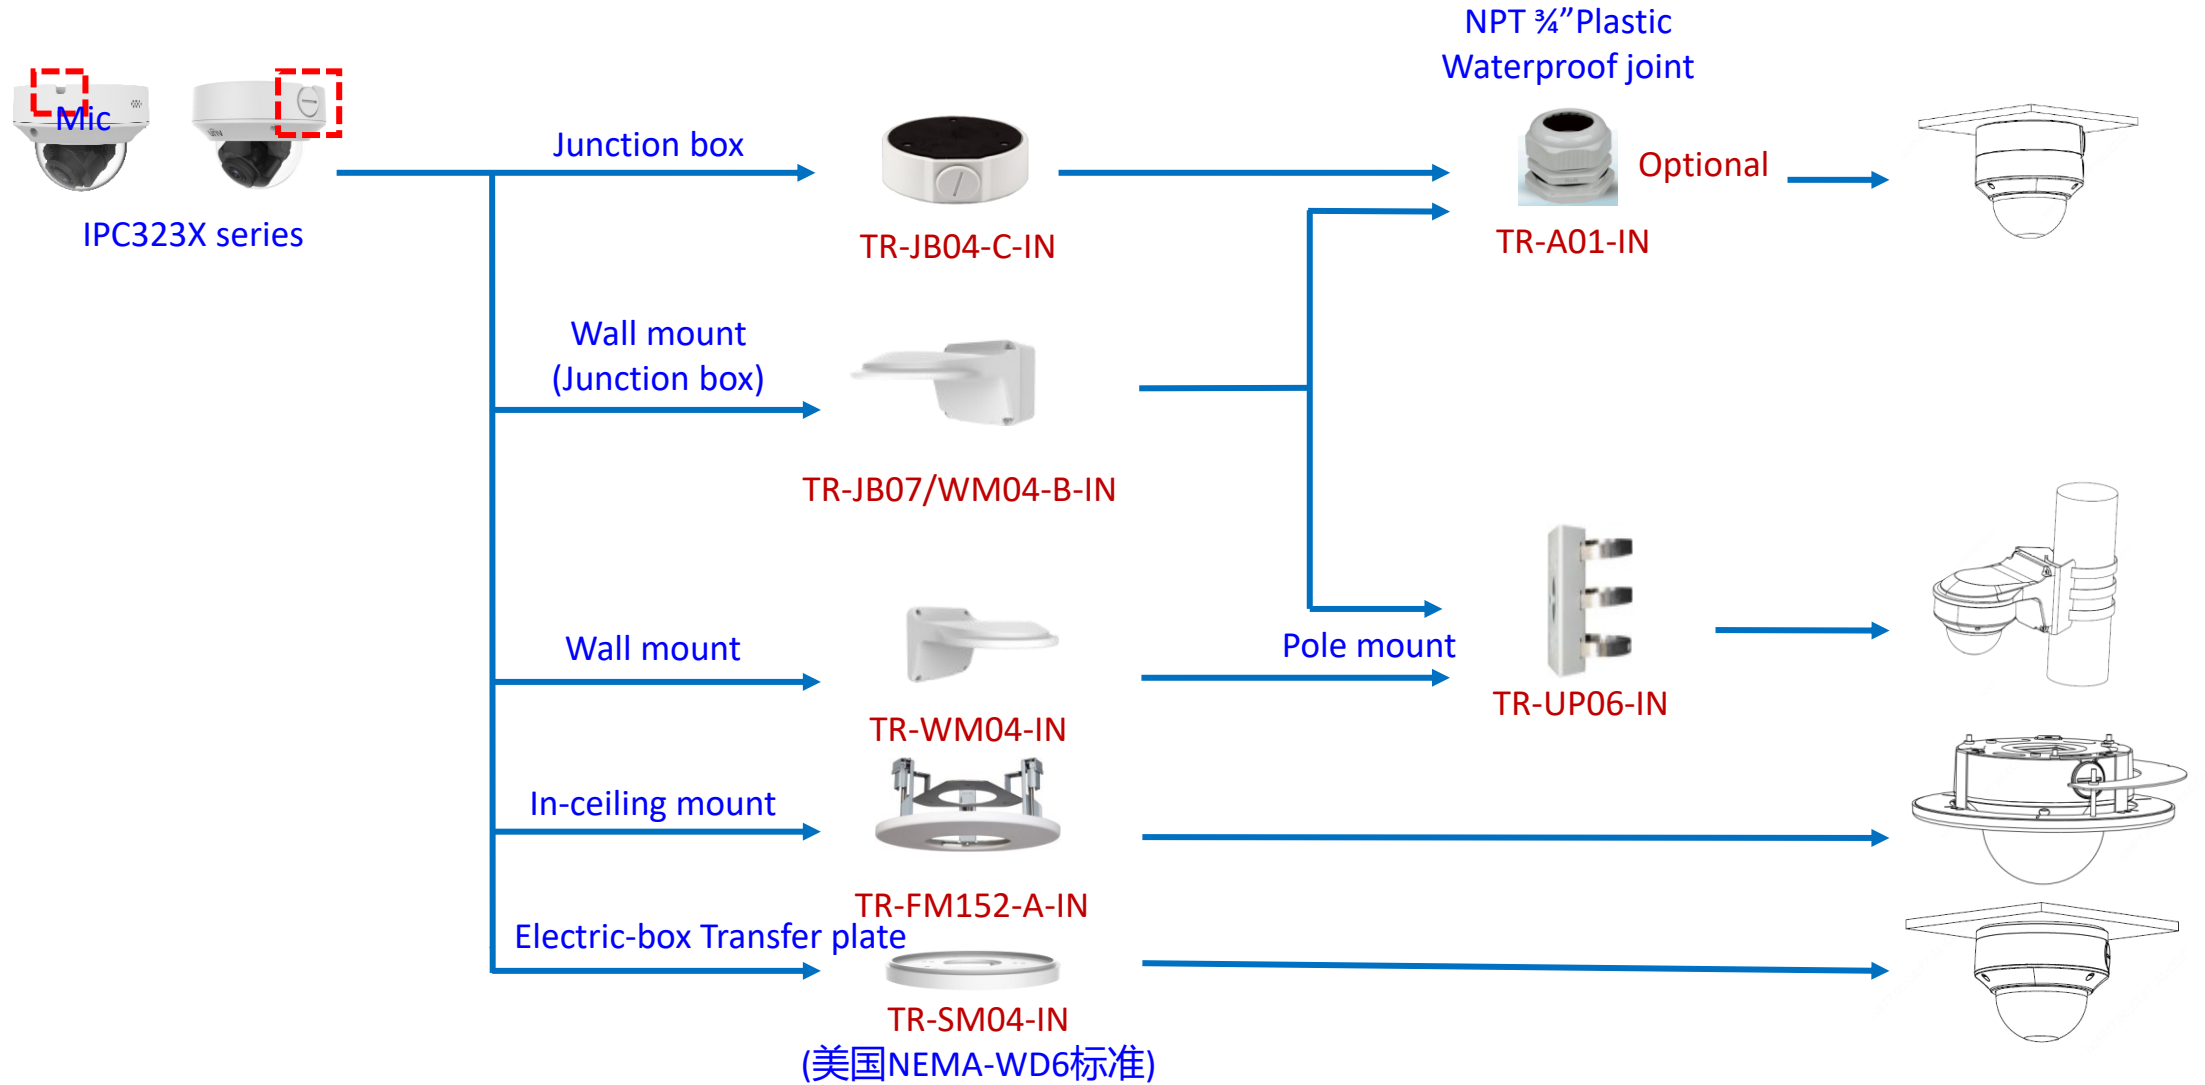 NPT ¾”Plastic
Waterproof joint
Mic
Junction box
Optional
IPC323X series
TR-JB04-C-IN
TR-A01-IN
Wall mount
(Junction box)
TR-JB07/WM04-B-IN
Wall mount
Pole mount
TR-WM04-IN
TR-UP06-IN
In-ceiling mount
TR-FM152-A-IN
Electric-box Transfer plate
TR-SM04-IN
(美国NEMA-WD6标准)